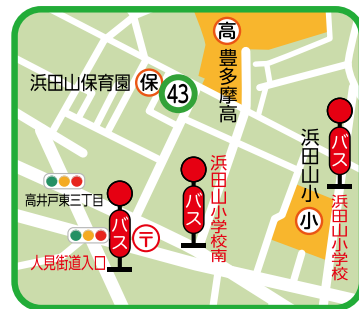 高
豊多摩高
浜田山保育園
保
43
浜田山小
小
バス
浜田山小学校
浜田山小学校南
バス
高井戸東三丁目
バス
〒
人見街道入口